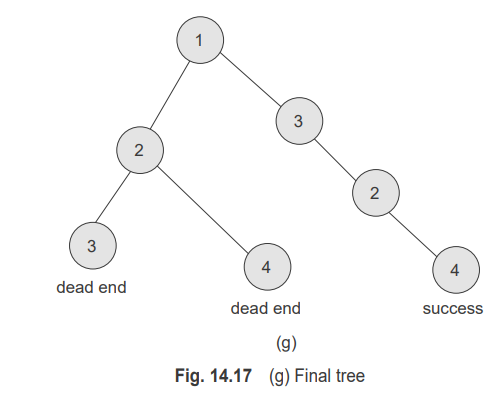 1
3
2
2
3
4
4
dead end
dead end
success
(g)
Fig. 14.17 (g) Final tree